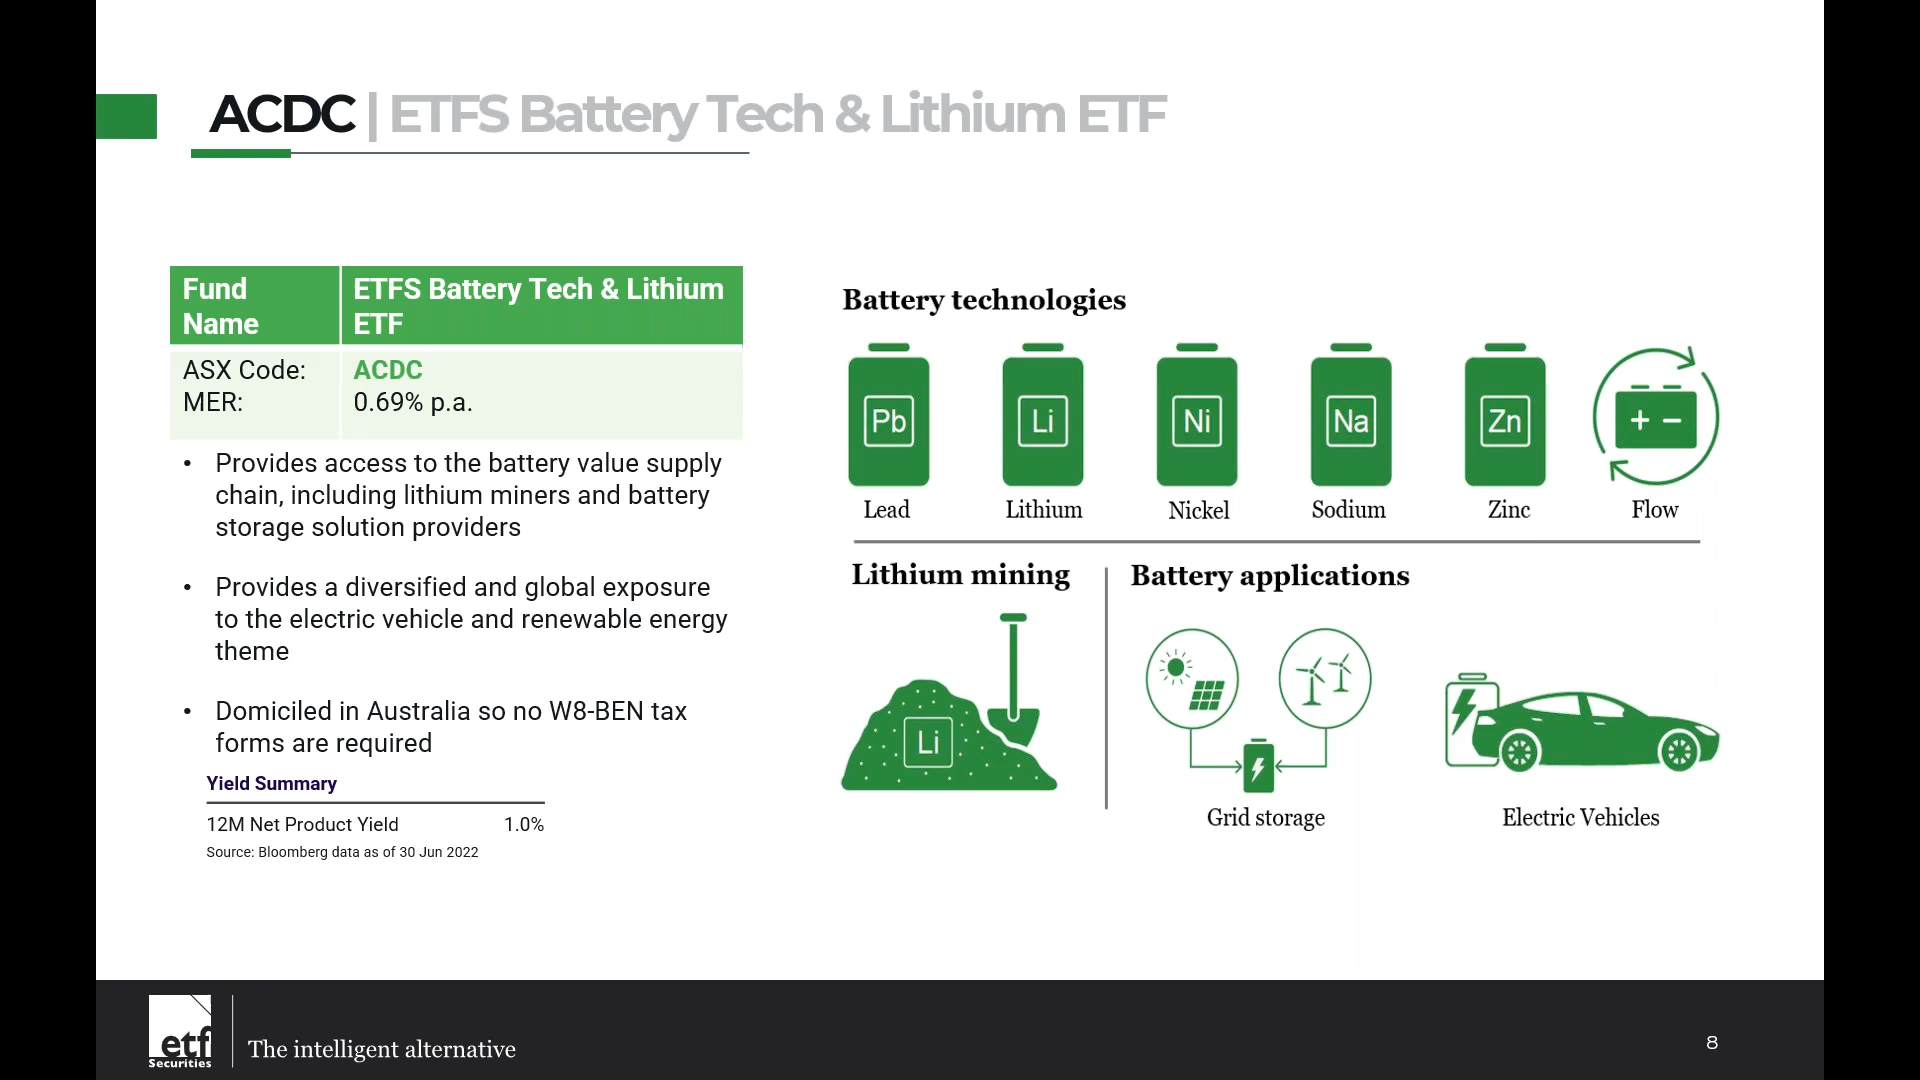 ACDC | ETFS Battery Tech & Lithium ETF
Fund
Name
ETFS Battery Tech & Lithium
ETF
ASX Code:
ACDC
MER:
0.69% p.a.
• Provides access to the battery value supply
chain, including lithium miners and battery
storage solution providers
• Provides a diversified and global exposure
to the electric vehicle and renewable energy
theme
• Domiciled in Australia so no W8-BEN tax
forms are required
Yield Summary
12M Net Product Yield 1.0%
Source: Bloomberg data as of 30 Jun 2022
Battery technologies
Pb Li Ni Na Zn + −
Lead Lithium Nickel Sodium Zinc Flow
Lithium mining
Li
Battery applications
Grid storage
Electric Vehicles
etf
Securities
The intelligent alternative
8